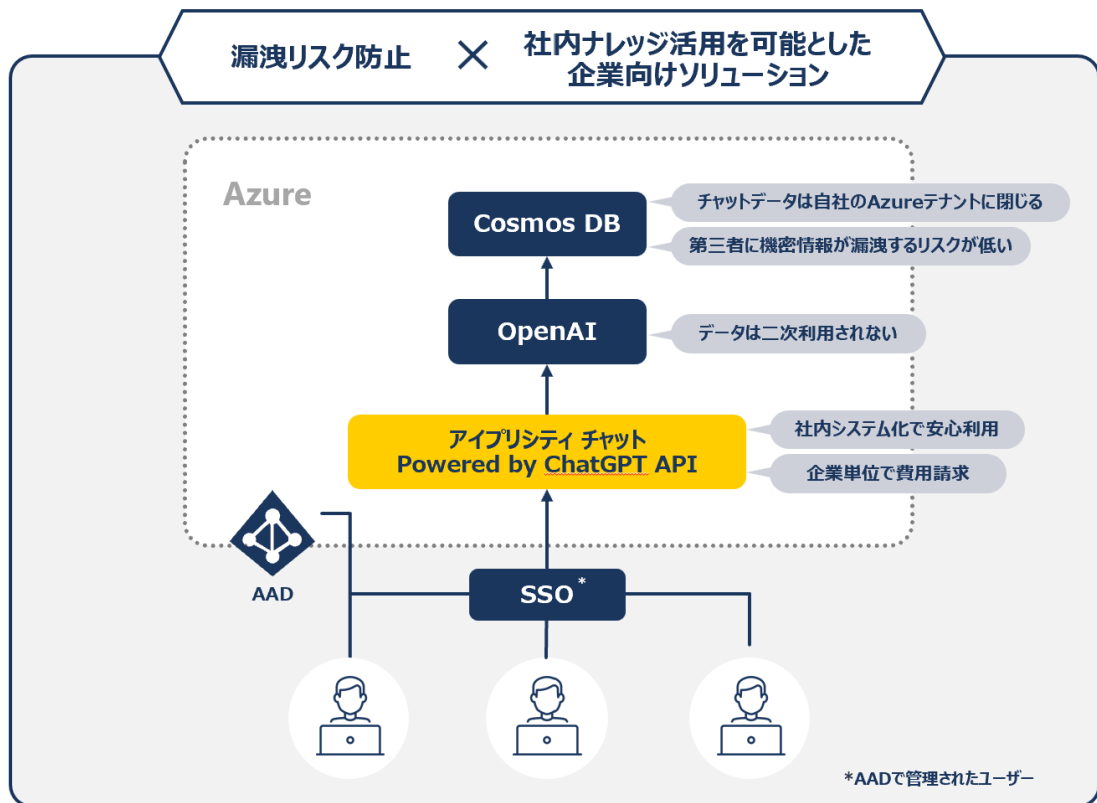 漏洩リスク防止 × 社内ナレッジ活用を可能とした
企業向けソリューション
Azure
Cosmos DB
チャットデータは自社のAzureテナントに閉じる
第三者に機密情報が漏洩するリスクが低い
OpenAI
データは二次利用されない
アイプリシティ チャット
Powered by ChatGPT API
社内システム化で安心利用
企業単位で費用請求
AAD
SSO*
*AADで管理されたユーザー